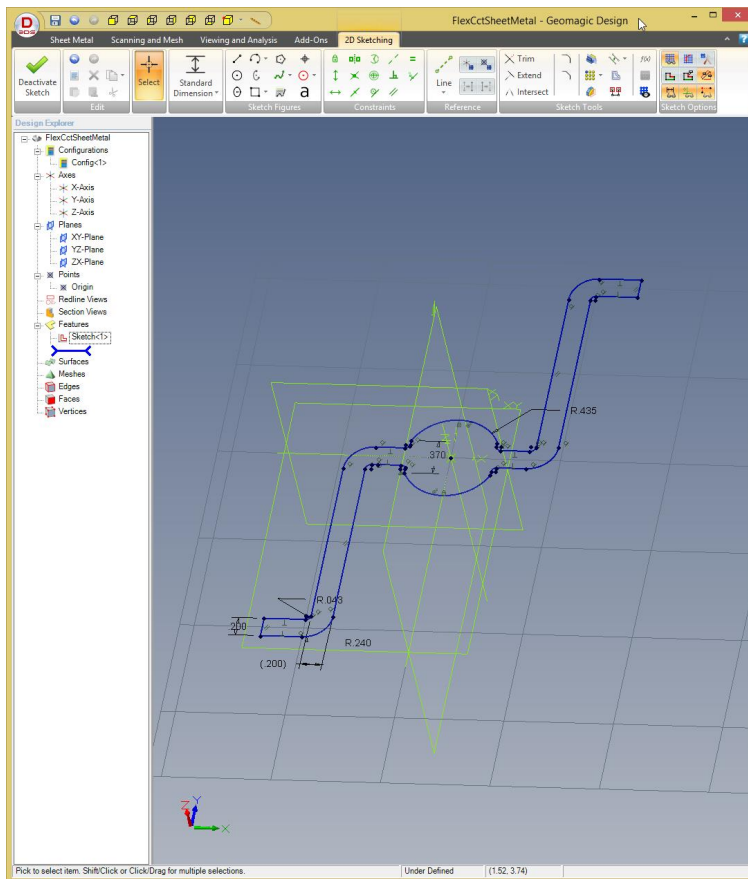 FlexCctSheetMetal - Geomagic Design
D
3DS
Sheet Metal Scanning and Mesh Viewing and Analysis Add-Ons 2D Sketching
Deactivate Sketch
Edit
Select
Standard Dimension
a
Sketch Figures
Constraints
Line
Reference
Trim
Extend
Intersect
f(x)
Sketch Tools
Sketch Options
Design Explorer
FlexCctSheetMetal
Configurations
Config<1>
Axes
X-Axis
Y-Axis
Z-Axis
Planes
XY-Plane
YZ-Plane
ZX-Plane
Points
Origin
Redline Views
Section Views
Features
Sketch<1>
Surfaces
Meshes
Edges
Faces
Vertices
R.435
.370
R.043
.200
R.240
(.200)
Z Y
X
Pick to select item. Shift/Click or Click/Drag for multiple selections. Under Defined (1.52, 3.74)